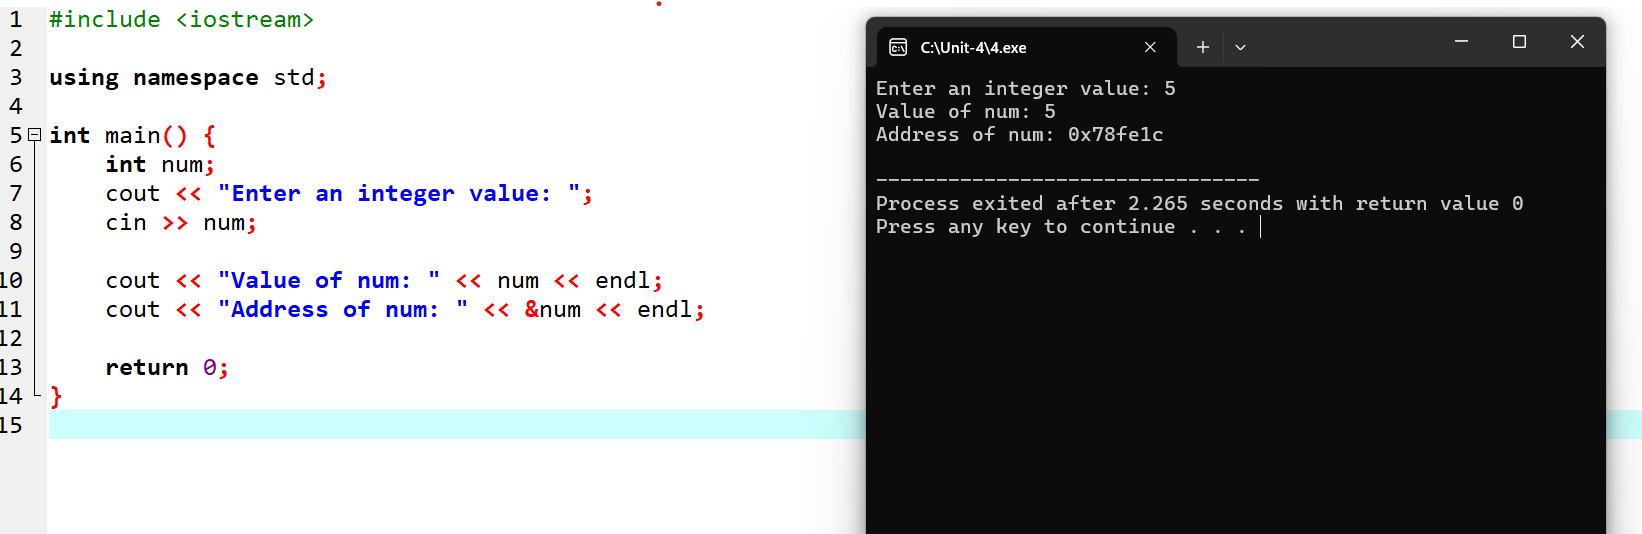 1 #include <iostream>
2
3 using namespace std;
4
5 int main() {
6     int num;
7     cout << "Enter an integer value: ";
8     cin >> num;
9
10     cout << "Value of num: " << num << endl;
11     cout << "Address of num: " << &num << endl;
12
13     return 0;
14 }
15
C:\Unit-4\4.exe
Enter an integer value: 5
Value of num: 5
Address of num: 0x78fe1c
--------------------------------
Process exited after 2.265 seconds with return value 0
Press any key to continue . . .